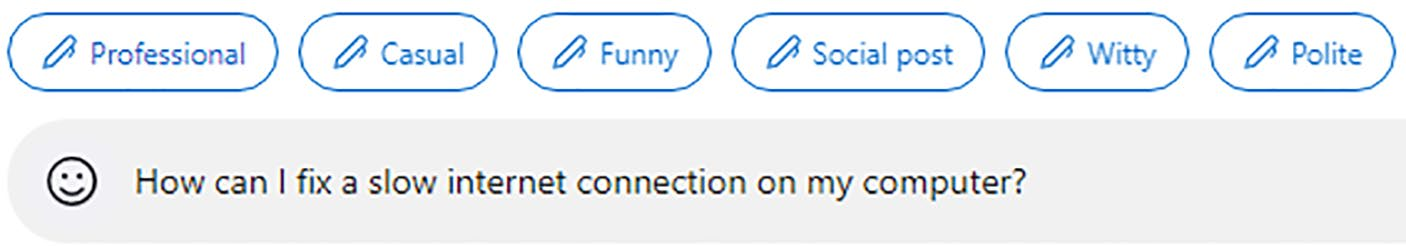 Professional Casual Funny Social post Witty Polite
How can I fix a slow internet connection on my computer?